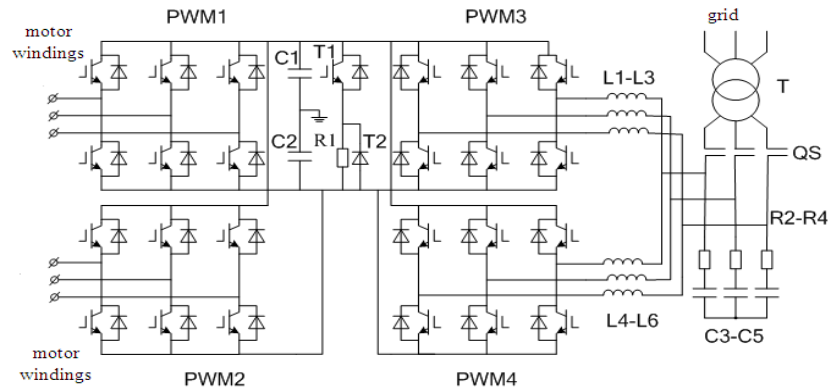 PWM1
PWM3
grid
motor
windings
C1
T1
L1-L3
T
C2
R1
T2
QS
R2-R4
L4-L6
C3-C5
motor
windings
PWM2
PWM4